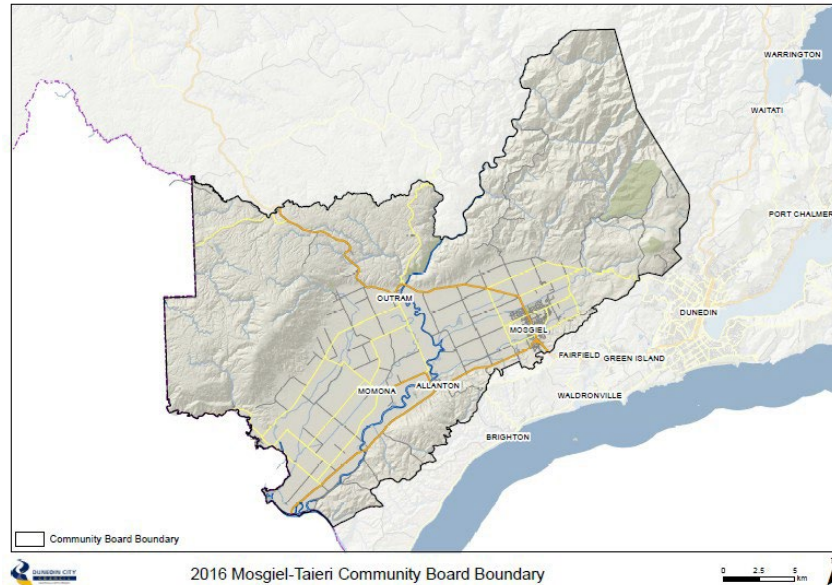 WARRINGTON
WAITATI
PORT CHALMER
OUTRAM
DUNEDIN
MOSGIEL
FAIRFIELD
GREEN ISLAND
MOMONA
ALLANTON
WALDRONVILLE
BRIGHTON
Community Board Boundary
DUNEDIN CITY
COUNCIL
2016 Mosgiel-Taieri Community Board Boundary
0 2.5 5
km